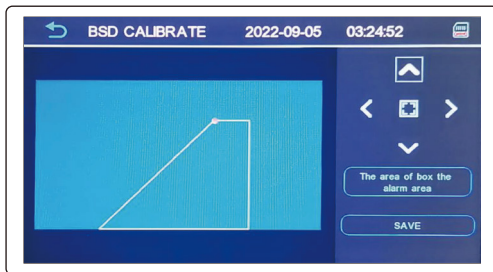 BSD CALIBRATE 2022-09-05 03:24:52
The area of box the
alarm area
SAVE